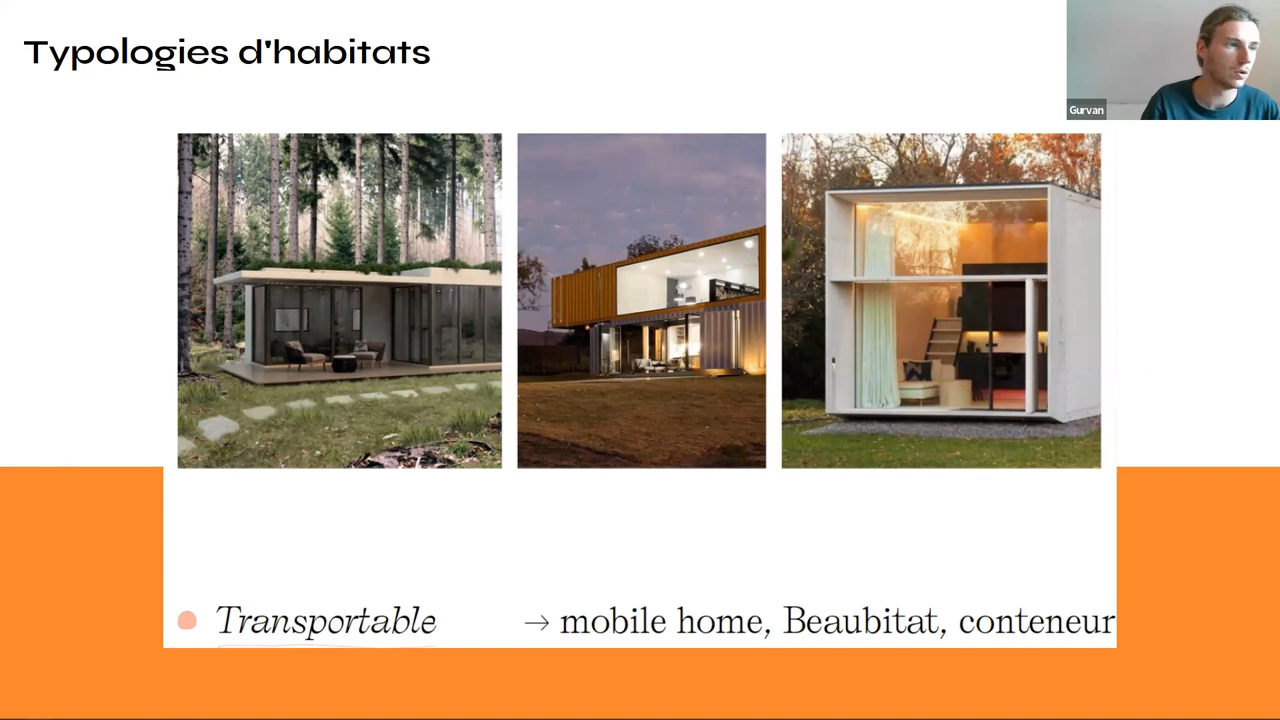 Typologies d'habitats
Gurvan
Transportable → mobile home, Beaubitat, conteneur